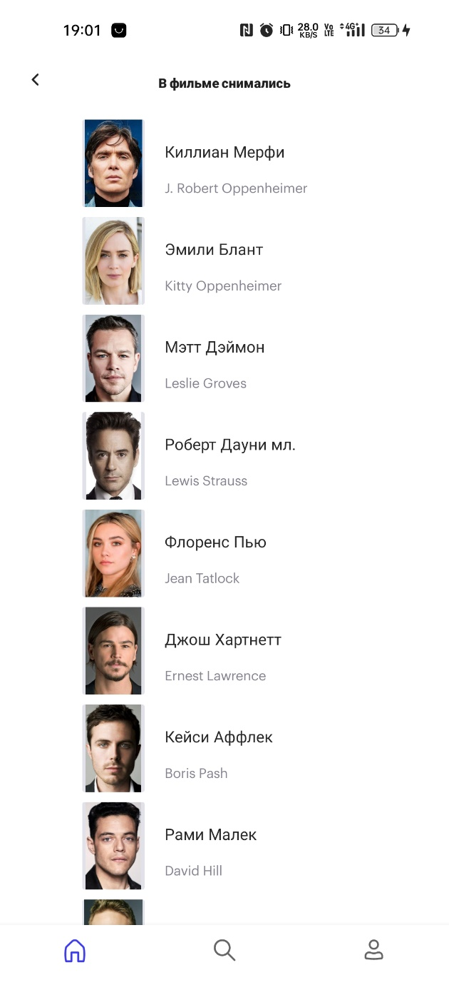 19:01
28.0
KB/S
Vo
LTE
4G+
34
В фильме снимались
Киллиан Мерфи
J. Robert Oppenheimer
Эмили Блант
Kitty Oppenheimer
Мэтт Дэймон
Leslie Groves
Роберт Дауни мл.
Lewis Strauss
Флоренс Пью
Jean Tatlock
Джош Хартнетт
Ernest Lawrence
Кейси Аффлек
Boris Pash
Рами Малек
David Hill